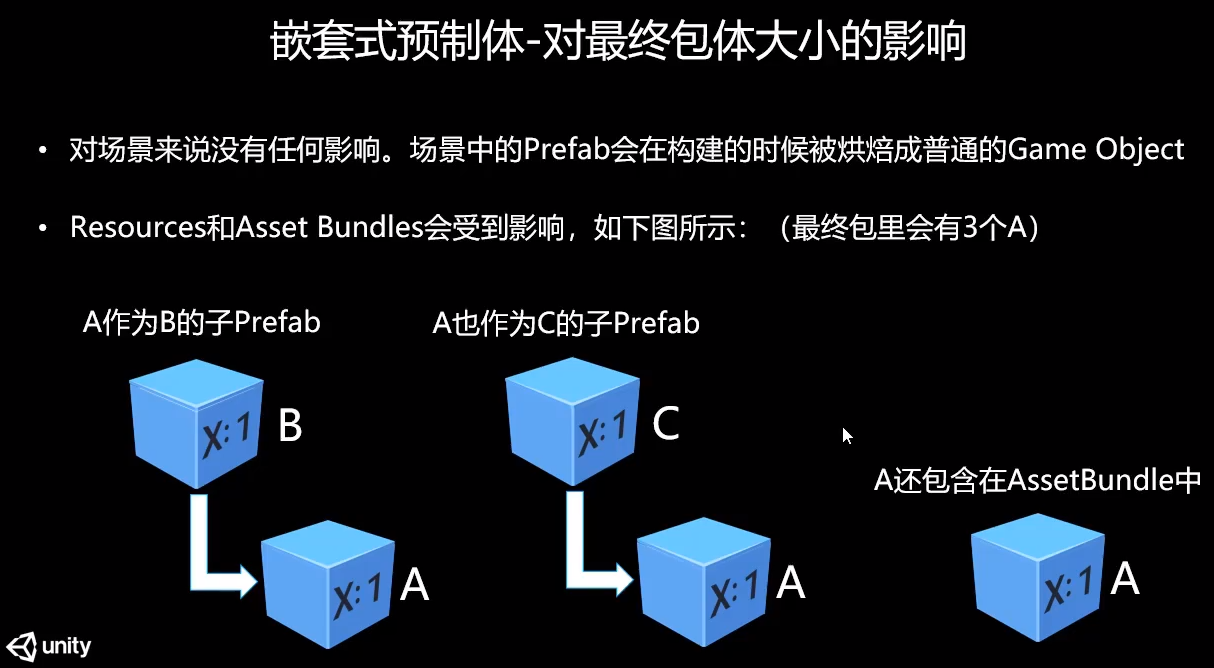 嵌套式预制体-对最终包体大小的影响
• 对场景来说没有任何影响。场景中的Prefab会在构建的时候被烘焙成普通的Game Object
• Resources和Asset Bundles会受到影响，如下图所示：（最终包里会有3个A）
A作为B的子Prefab
A也作为C的子Prefab
X:1
B
X:1
C
A还包含在AssetBundle中
X:1
A
X:1
A
X:1
A
unity